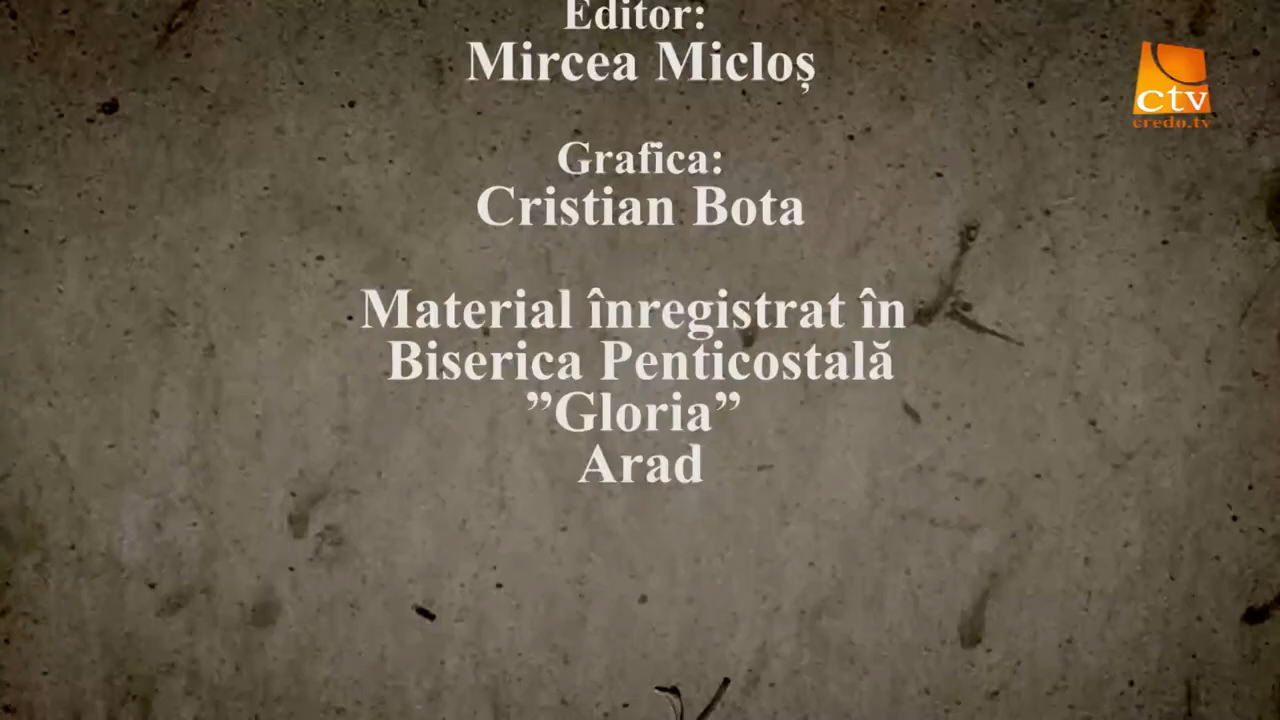 Editor:
Mircea Micloș
Grafica:
Cristian Bota
Material înregistrat în
Biserica Penticostală
”Gloria”
Arad
ctv
credo.tv